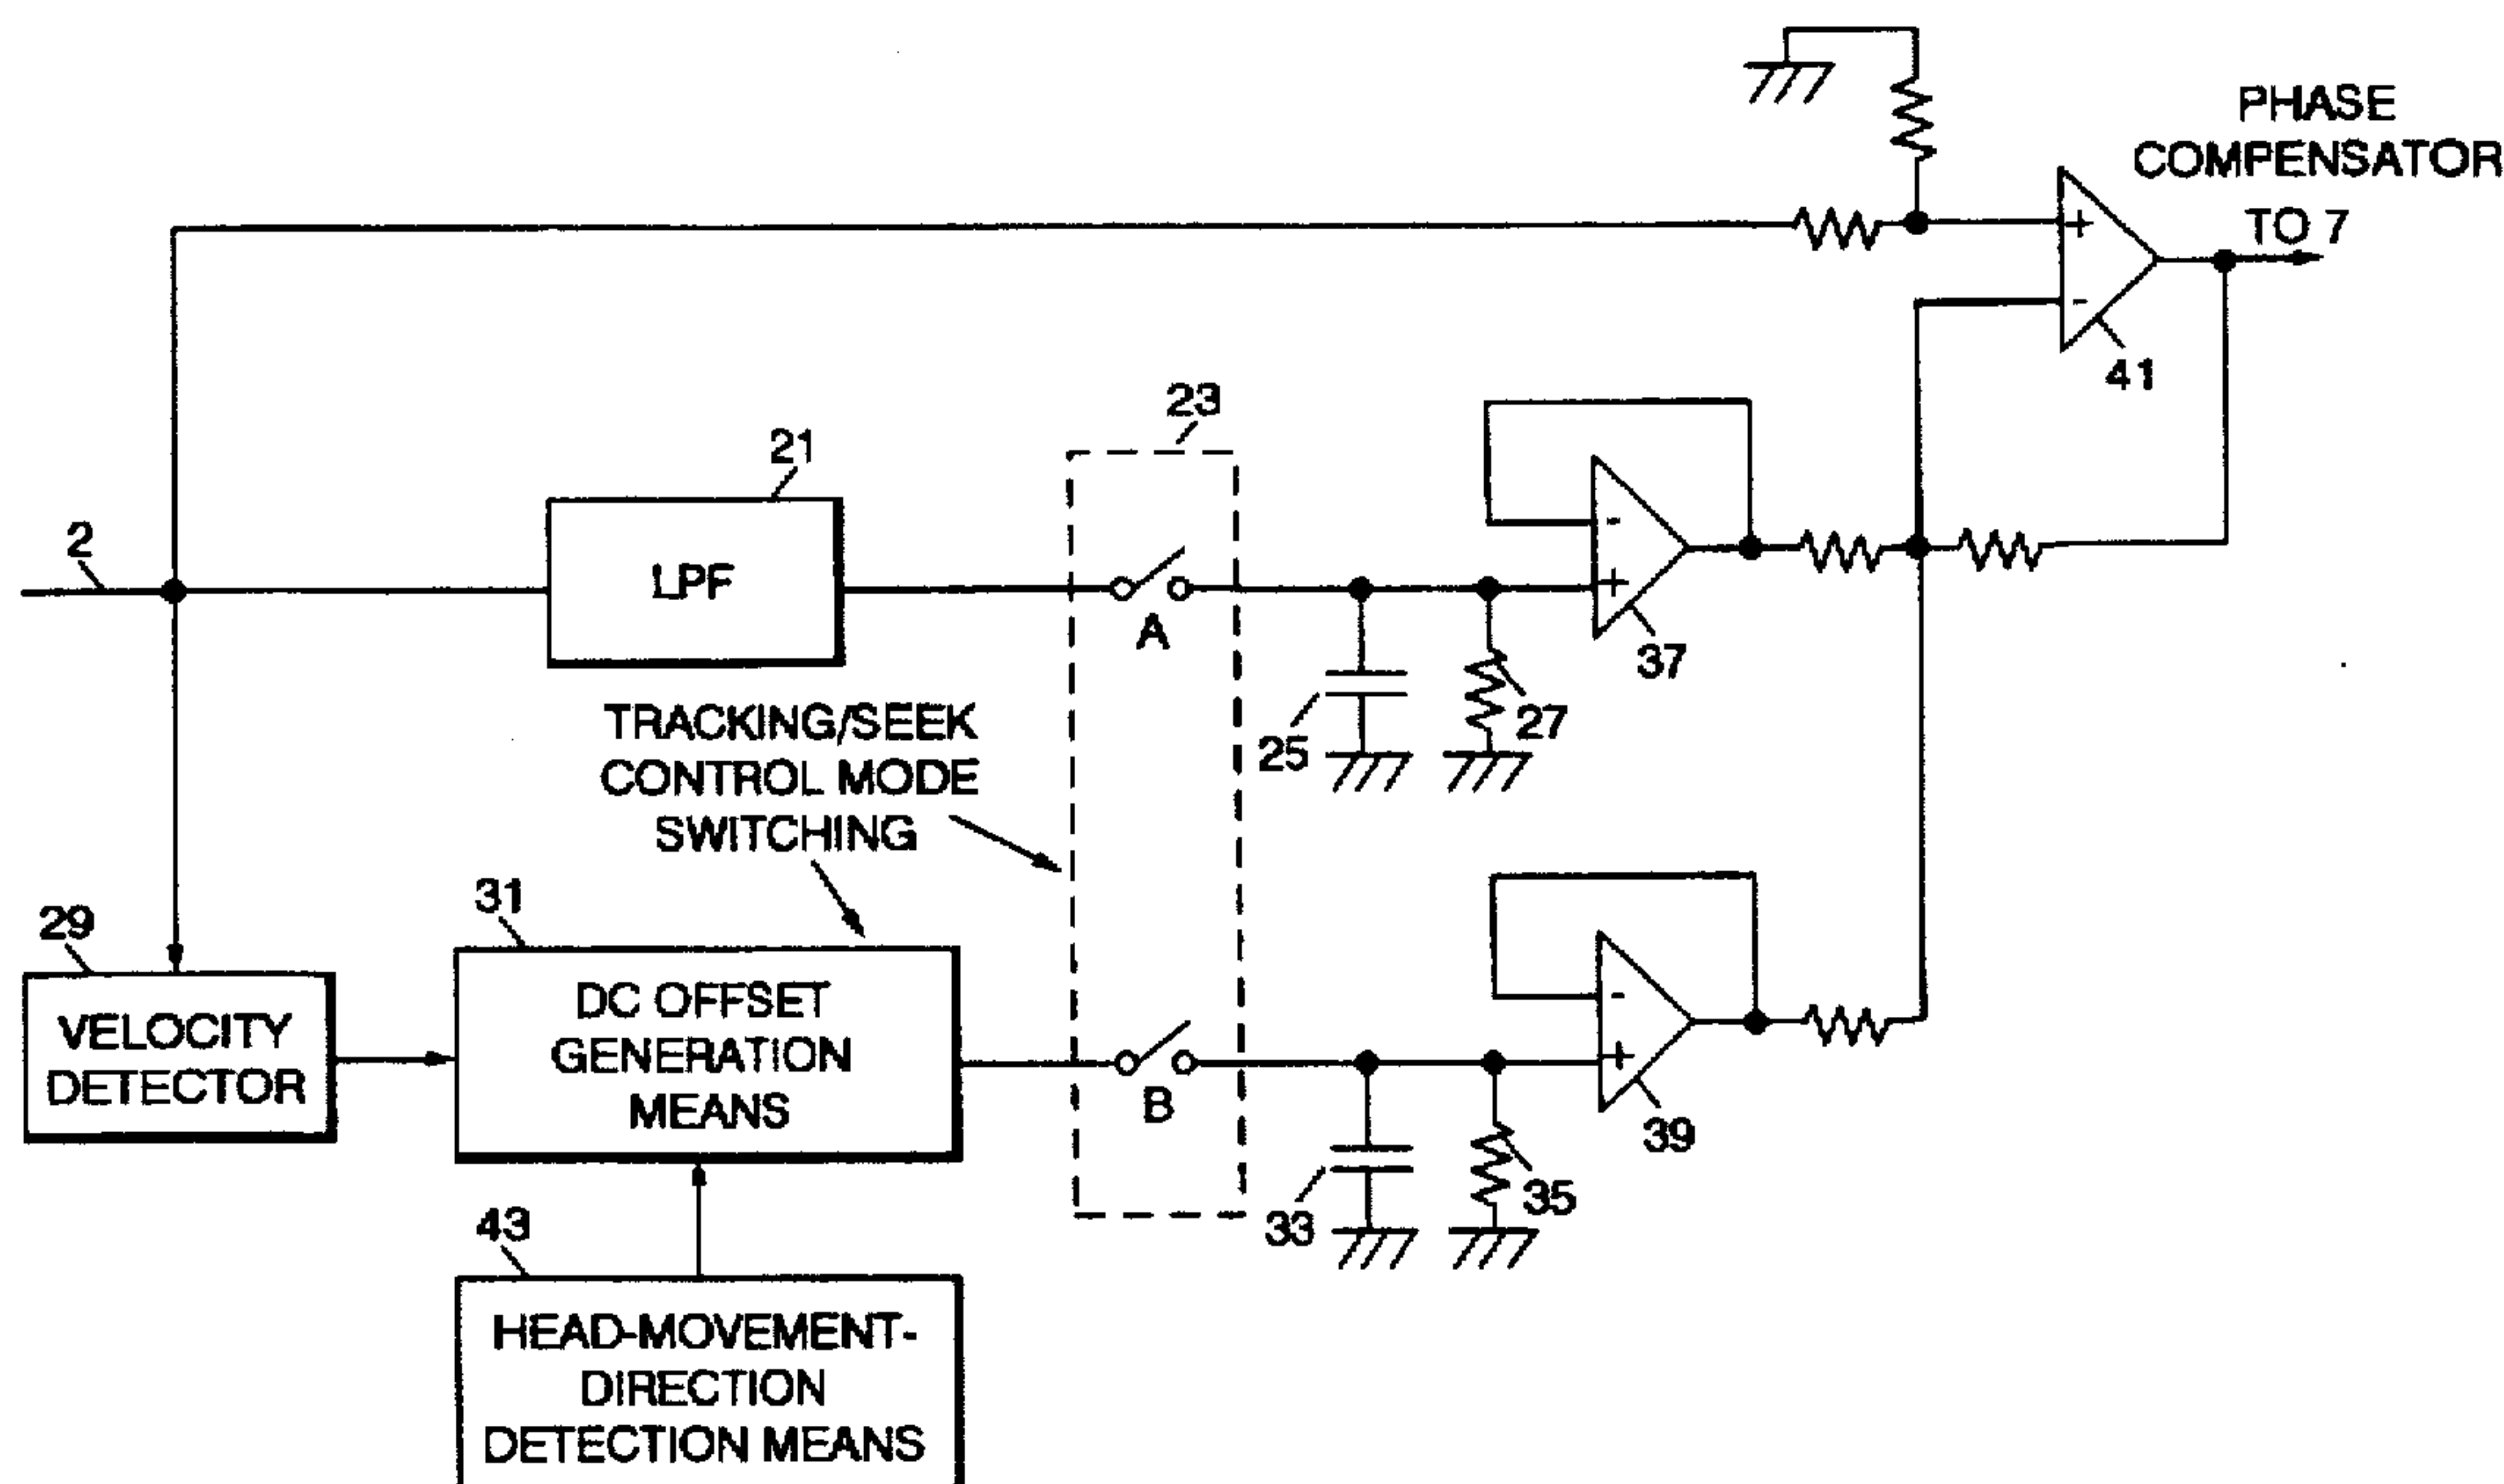 PHASE
COMPENSATOR
TO 7
+
-
41
23
21
2
LPF
A
-
+
37
25
27
TRACKING/SEEK
CONTROL MODE
SWITCHING
29
31
VELOCITY
DETECTOR
DC OFFSET
GENERATION
MEANS
B
-
+
39
33
35
43
HEAD-MOVEMENT-
DIRECTION
DETECTION MEANS